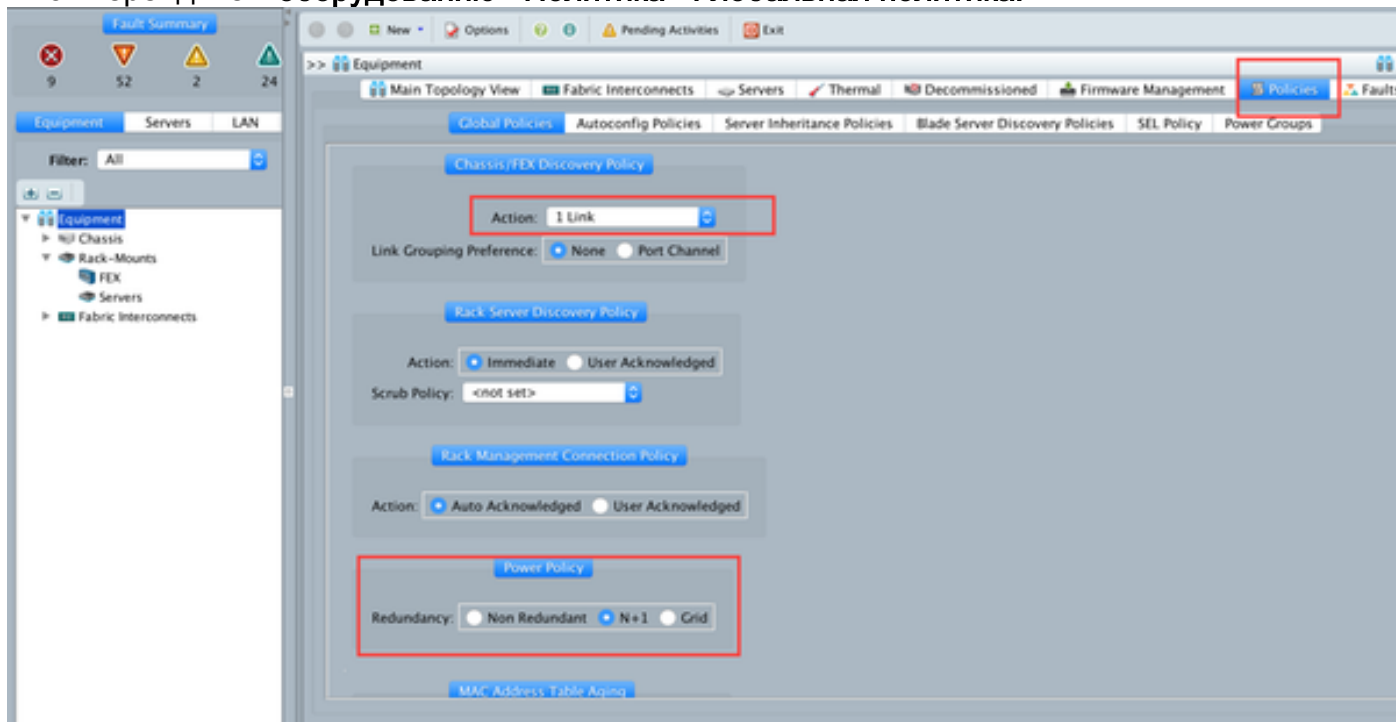 Fault Summary
9 52 2 24
Equipment Servers LAN
Filter: All
Equipment
Chassis
Rack-Mounts
FEX
Servers
Fabric Interconnects
New Options Pending Activities Exit
>> Equipment
Main Topology View Fabric Interconnects Servers Thermal Decommissioned Firmware Management Policies Faults
Global Policies Autoconfig Policies Server Inheritance Policies Blade Server Discovery Policies SEL Policy Power Groups
Chassis/FEX Discovery Policy
Action: 1 Link
Link Grouping Preference: None Port Channel
Rack Server Discovery Policy
Action: Immediate User Acknowledged
Scrub Policy: <not set>
Rack Management Connection Policy
Action: Auto Acknowledged User Acknowledged
Power Policy
Redundancy: Non Redundant N+1 Grid
MAC Address Table Aging